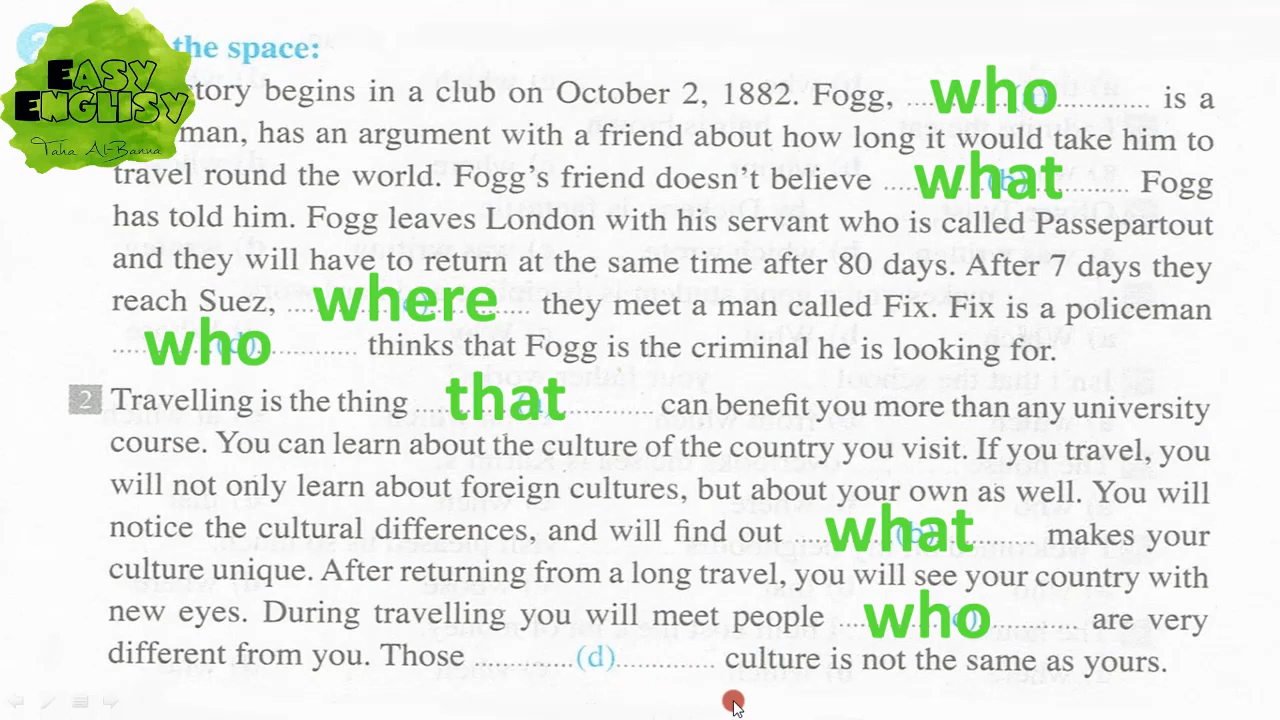 EASY
ENGLISY
Taha Al-Banna
the space:
story begins in a club on October 2, 1882. Fogg, who is a
man, has an argument with a friend about how long it would take him to
travel round the world. Fogg's friend doesn't believe what (b) Fogg
has told him. Fogg leaves London with his servant who is called Passepartout
and they will have to return at the same time after 80 days. After 7 days they
reach Suez, where they meet a man called Fix. Fix is a policeman
who (d) thinks that Fogg is the criminal he is looking for.
2 Travelling is the thing that can benefit you more than any university
course. You can learn about the culture of the country you visit. If you travel, you
will not only learn about foreign cultures, but about your own as well. You will
notice the cultural differences, and will find out what (b) makes your
culture unique. After returning from a long travel, you will see your country with
new eyes. During travelling you will meet people who (c) are very
different from you. Those ............(d)............ culture is not the same as yours.